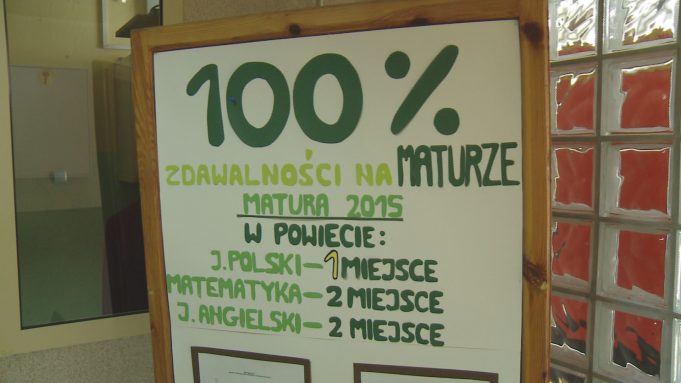 100%
ZDAWALNOŚCI NA MATURZE
MATURA 2015
W POWIECIE:
J.POLSKI-1 MIEJSCE
MATEMATYKA-2 MIEJSCE
J. ANGIELSKI-2 MIEJSCE